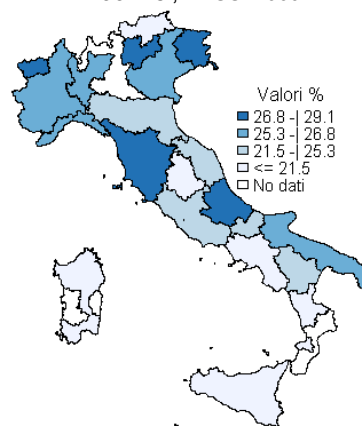 Valori %
26.8 -| 29.1
25.3 -| 26.8
21.5 -| 25.3
<= 21.5
No dati